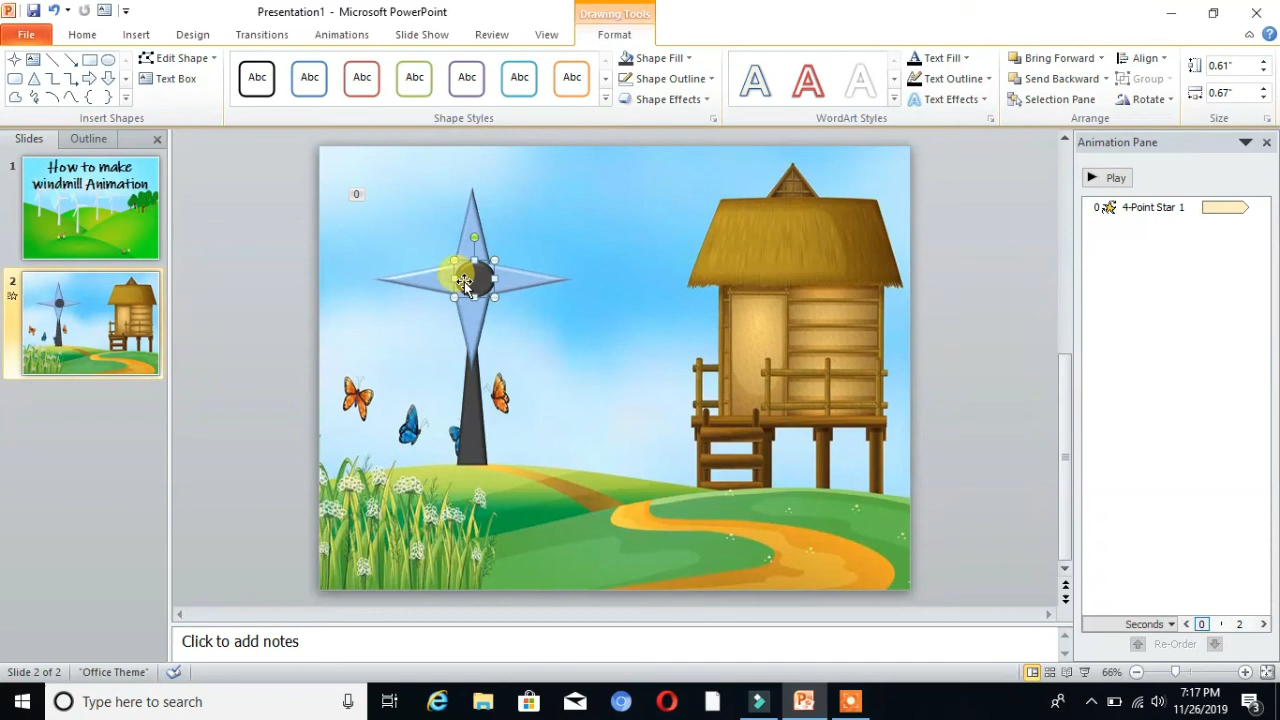 Presentation1 - Microsoft PowerPoint
Drawing Tools
File Home Insert Design Transitions Animations Slide Show Review View Format
Edit Shape
Text Box
Insert Shapes
Abc Abc Abc Abc Abc Abc Abc
Shape Fill
Shape Outline
Shape Effects
Shape Styles
A A A
Text Fill
Text Outline
Text Effects
WordArt Styles
Bring Forward
Send Backward
Selection Pane
Align
Group
Rotate
Arrange
0.61"
0.67"
Size
Slides Outline
1
How to make
windmill Animation
2
0
Animation Pane
Play
0 4-Point Star 1
Seconds 0 2
Re-Order
Click to add notes
Slide 2 of 2 "Office Theme" 66%
Type here to search
7:17 PM
11/26/2019
3